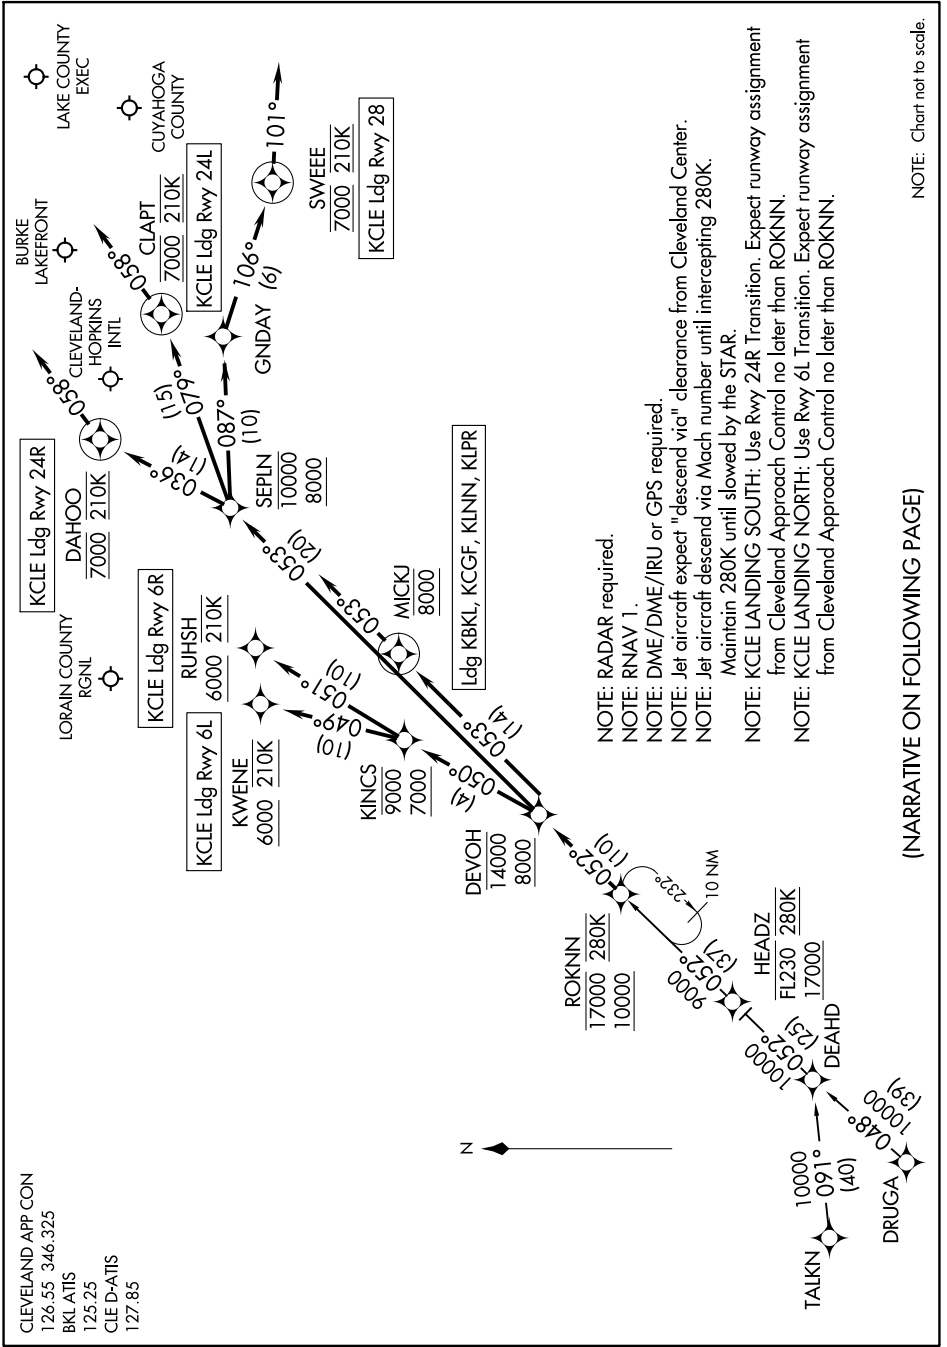 CLEVELAND APP CON
126.55 346.325
BKL ATIS
125.25
CLE D-ATIS
127.85
LORAIN COUNTY
RGNL
CLEVELAND-
HOPKINS
INTL
BURKE
LAKEFRONT
LAKE COUNTY
EXEC
CUYAHOGA
COUNTY
KCLE Ldg Rwy 24R
DAHOO
7000 210K
058°
036°
(14)
CLAPT
7000 210K
KCLE Ldg Rwy 24L
058°
079°
(15)
KCLE Ldg Rwy 6R
RUHSH
6000 210K
KCLE Ldg Rwy 6L
KWENE
6000 210K
051°
(10)
049°
(10)
SEPLN
10000
8000
087°
(10)
GNDAY
106°
(6)
SWEEE
7000 210K
KCLE Ldg Rwy 28
101°
053°
(20)
KINCS
9000
7000
MICKJ
8000
053°
Ldg KBKL, KCGF, KLNN, KLPR
050°
(4)
053°
(14)
DEVOH
14000
8000
052°
(10)
ROKNN
17000 280K
10000
232°
10 NM
9000
052°
(37)
HEADZ
FL230 280K
17000
10000
052°
(25)
DEAHD
N
10000
091°
(40)
TALKN
10000
048°
(39)
DRUGA
NOTE: RADAR required.
NOTE: RNAV 1.
NOTE: DME/DME/IRU or GPS required.
NOTE: Jet aircraft expect "descend via" clearance from Cleveland Center.
NOTE: Jet aircraft descend via Mach number until intercepting 280K.
Maintain 280K until slowed by the STAR.
NOTE: KCLE LANDING SOUTH: Use Rwy 24R Transition. Expect runway assignment
from Cleveland Approach Control no later than ROKNN.
NOTE: KCLE LANDING NORTH: Use Rwy 6L Transition. Expect runway assignment
from Cleveland Approach Control no later than ROKNN.
(NARRATIVE ON FOLLOWING PAGE)
NOTE: Chart not to scale.